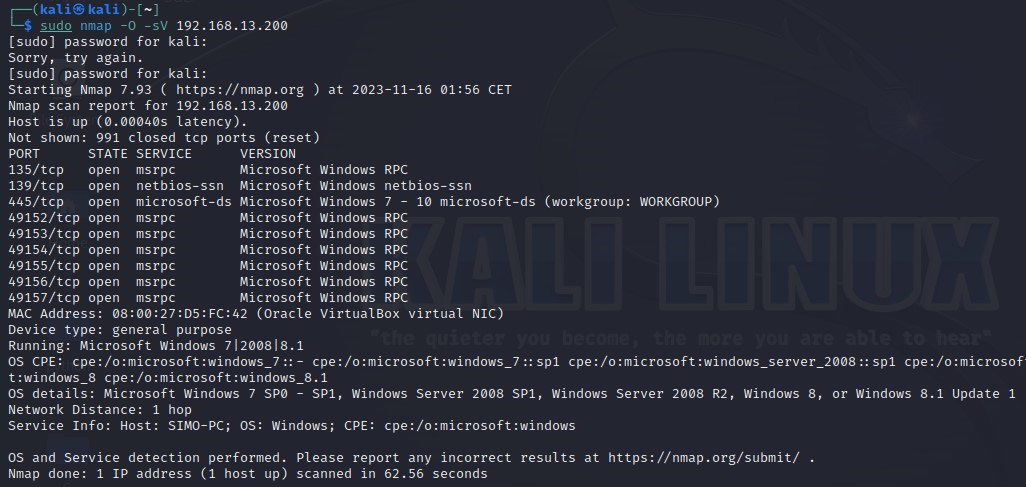 ┌──(kali㉿kali)-[~]
└─$ sudo nmap -O -sV 192.168.13.200
[sudo] password for kali:
Sorry, try again.
[sudo] password for kali:
Starting Nmap 7.93 ( https://nmap.org ) at 2023-11-16 01:56 CET
Nmap scan report for 192.168.13.200
Host is up (0.00040s latency).
Not shown: 991 closed tcp ports (reset)
PORT      STATE SERVICE      VERSION
135/tcp   open  msrpc        Microsoft Windows RPC
139/tcp   open  netbios-ssn  Microsoft Windows netbios-ssn
445/tcp   open  microsoft-ds Microsoft Windows 7 - 10 microsoft-ds (workgroup: WORKGROUP)
49152/tcp open  msrpc        Microsoft Windows RPC
49153/tcp open  msrpc        Microsoft Windows RPC
49154/tcp open  msrpc        Microsoft Windows RPC
49155/tcp open  msrpc        Microsoft Windows RPC
49156/tcp open  msrpc        Microsoft Windows RPC
49157/tcp open  msrpc        Microsoft Windows RPC
KALI LINUX
MAC Address: 08:00:27:D5:FC:42 (Oracle VirtualBox virtual NIC)
Device type: general purpose
"the quieter you become, the more you are able to hear"
Running: Microsoft Windows 7|2008|8.1
OS CPE: cpe:/o:microsoft:windows_7::- cpe:/o:microsoft:windows_7::sp1 cpe:/o:microsoft:windows_server_2008::sp1 cpe:/o:microsof
t:windows_8 cpe:/o:microsoft:windows_8.1
OS details: Microsoft Windows 7 SP0 - SP1, Windows Server 2008 SP1, Windows Server 2008 R2, Windows 8, or Windows 8.1 Update 1
Network Distance: 1 hop
Service Info: Host: SIMO-PC; OS: Windows; CPE: cpe:/o:microsoft:windows

OS and Service detection performed. Please report any incorrect results at https://nmap.org/submit/ .
Nmap done: 1 IP address (1 host up) scanned in 62.56 seconds